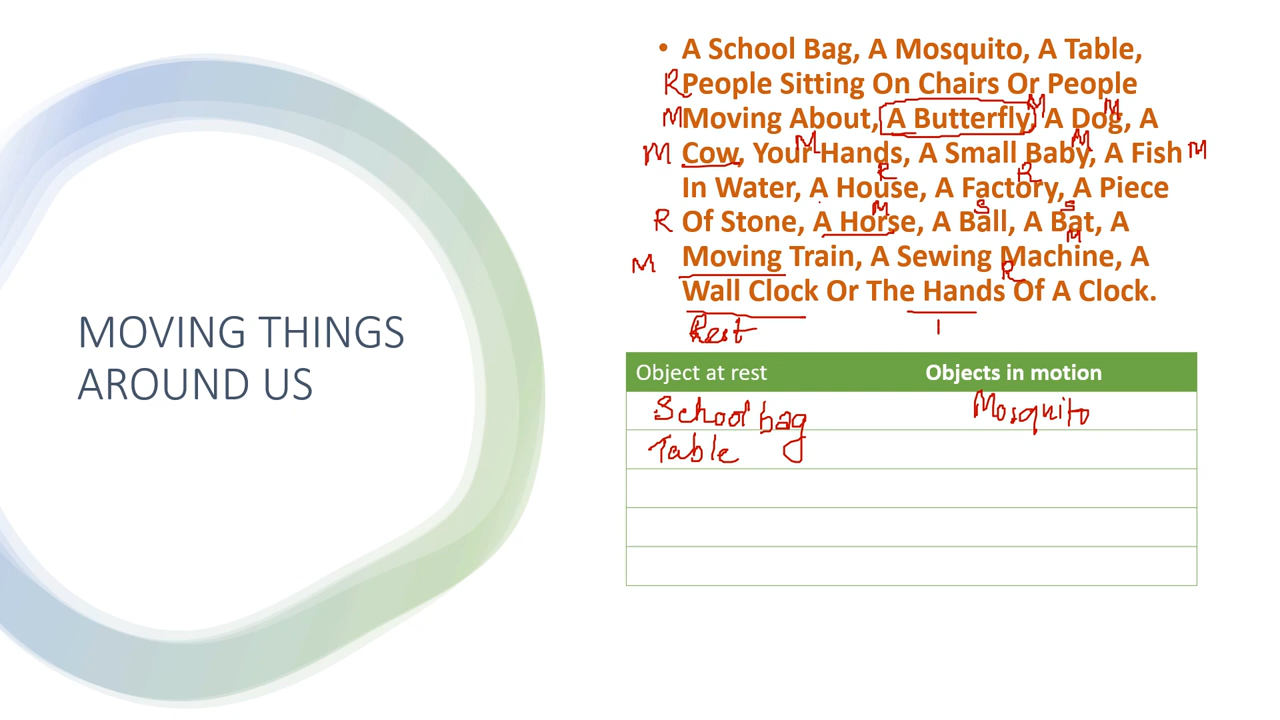 MOVING THINGS
AROUND US
• A School Bag, A Mosquito, A Table,
R People Sitting On Chairs Or People
M Moving About, A Butterfly, M A Dog, M A
M Cow, Your M Hands, A Small Baby, M A Fish M
In Water, A House, R A Factory, R A Piece
R Of Stone, A Horse, M A Ball, S A Bat, S A
M Moving Train, A Sewing Machine, M A
Wall Clock Or The Hands Of A Clock. R
Rest
Object at rest Objects in motion
School bag Mosquito
Table